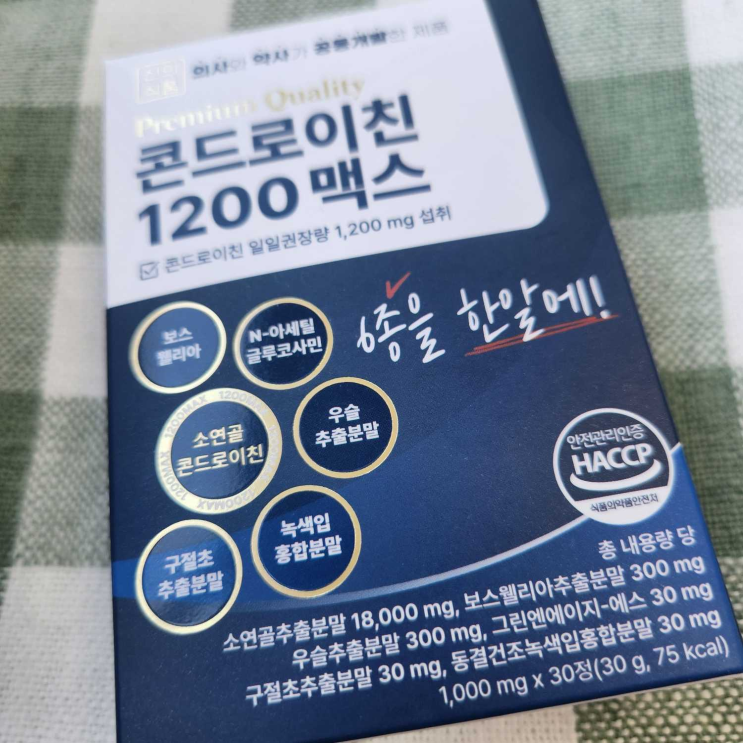 진인
식품
의사와 약사가 공동개발한 제품
Premium Quality
콘드로이친
1200 맥스
콘드로이친 일일권장량 1,200 mg 섭취
6종을 한알에!
보스
웰리아
N-아세틸
글루코사민
소연골
콘드로이친
1200MAX 1200MAX 1200MAX 1200MAX
우슬
추출분말
구절초
추출분말
녹색입
홍합분말
안전관리인증
HACCP
식품의약품안전처
총 내용량 당
소연골추출분말 18,000 mg, 보스웰리아추출분말 300 mg
우슬추출분말 300 mg, 그린엔에이지-에스 30 mg
구절초추출분말 30 mg, 동결건조녹색입홍합분말 30 mg
1,000 mg x 30정(30 g, 75 kcal)